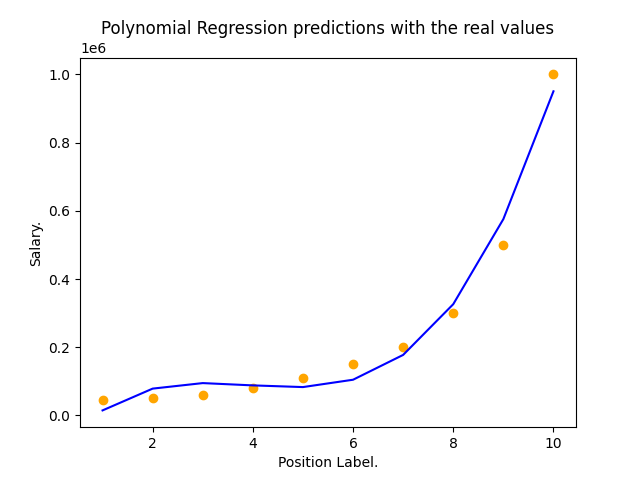 Polynomial Regression predictions with the real values
1e6
1.0
0.8
0.6
0.4
0.2
0.0
Salary.
2
4
6
8
10
Position Label.